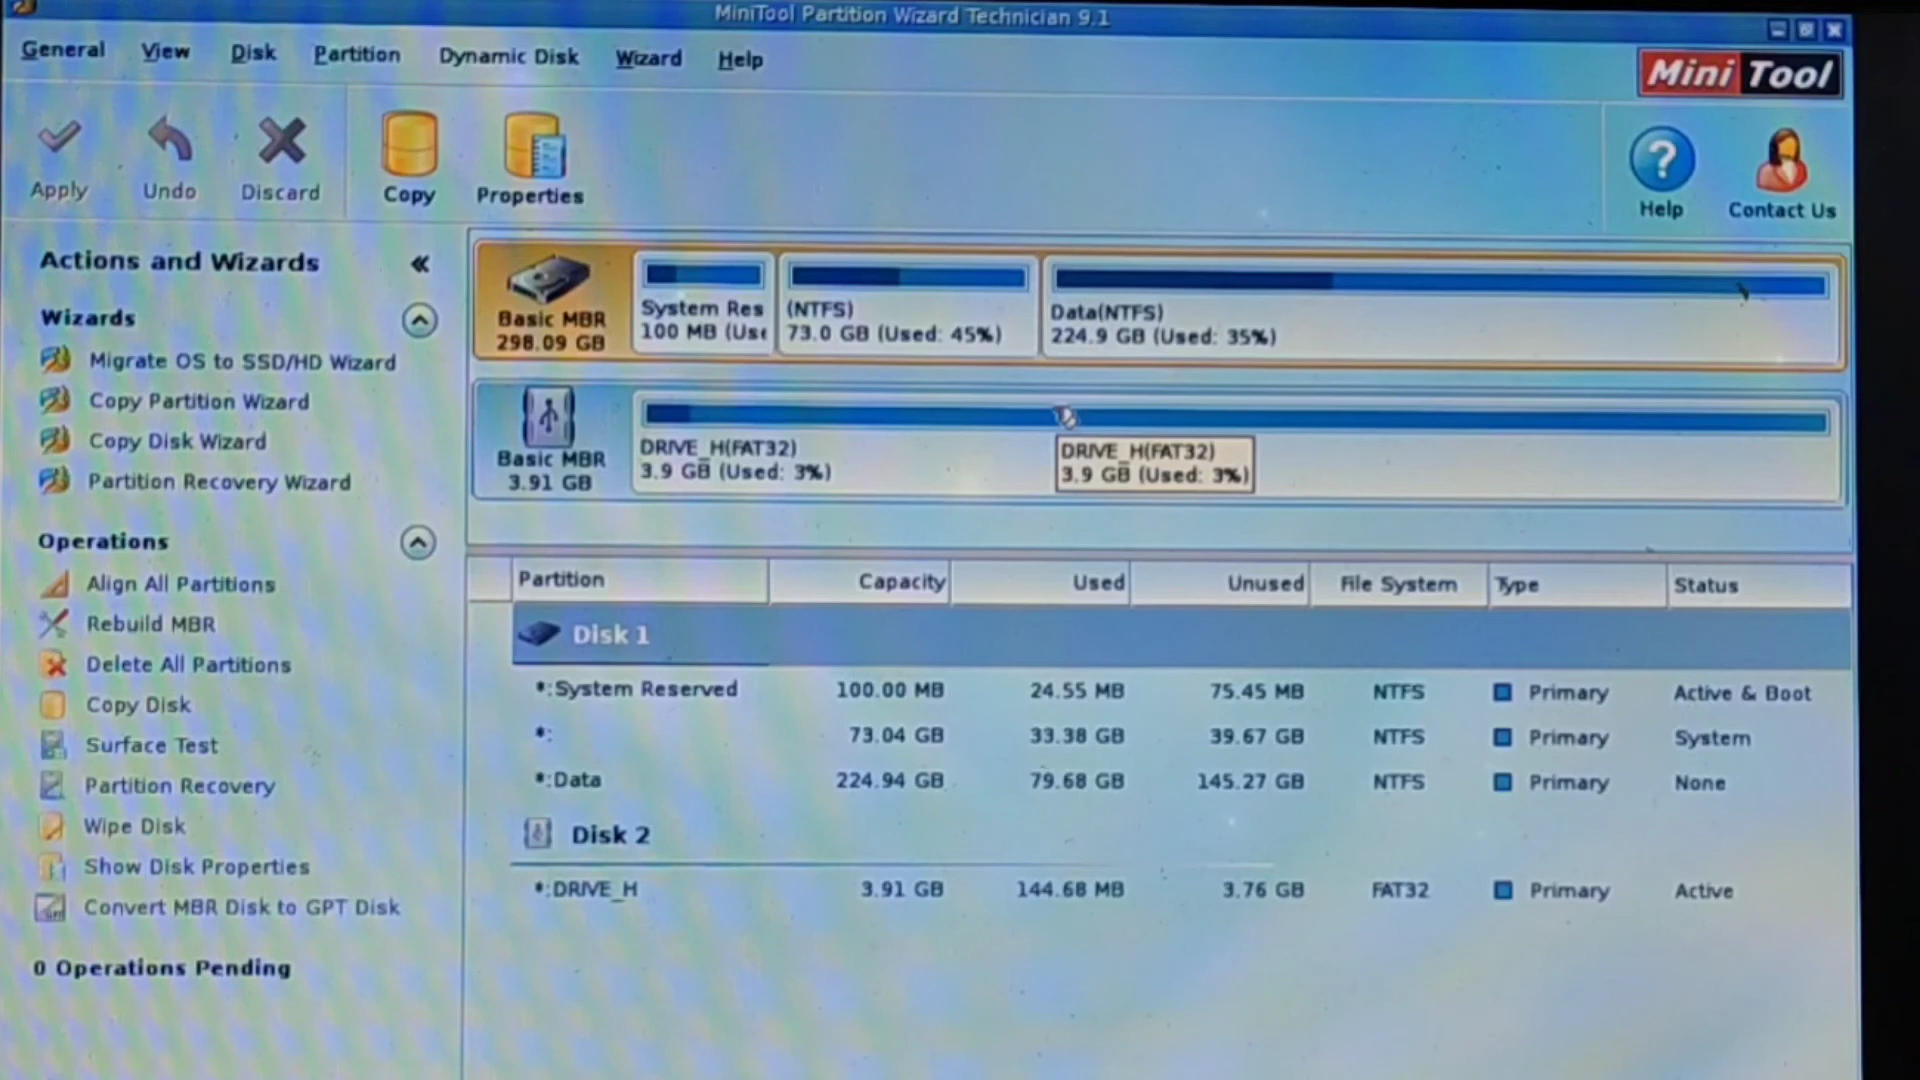 MiniTool Partition Wizard Technician 9.1
General View Disk Partition Dynamic Disk Wizard Help
Mini Tool
Apply Undo Discard Copy Properties Help Contact Us
Actions and Wizards
Wizards
Migrate OS to SSD/HD Wizard
Copy Partition Wizard
Copy Disk Wizard
Partition Recovery Wizard
Operations
Align All Partitions
Rebuild MBR
Delete All Partitions
Copy Disk
Surface Test
Partition Recovery
Wipe Disk
Show Disk Properties
Convert MBR Disk to GPT Disk
0 Operations Pending
Basic MBR
298.09 GB
System Res
100 MB (Use
(NTFS)
73.0 GB (Used: 45%)
Data(NTFS)
224.9 GB (Used: 35%)
Basic MBR
3.91 GB
DRIVE_H(FAT32)
3.9 GB (Used: 3%)
DRIVE_H(FAT32)
3.9 GB (Used: 3%)
Partition Capacity Used Unused File System Type Status
Disk 1
*:System Reserved 100.00 MB 24.55 MB 75.45 MB NTFS Primary Active & Boot
*: 73.04 GB 33.38 GB 39.67 GB NTFS Primary System
*:Data 224.94 GB 79.68 GB 145.27 GB NTFS Primary None
Disk 2
*:DRIVE_H 3.91 GB 144.68 MB 3.76 GB FAT32 Primary Active